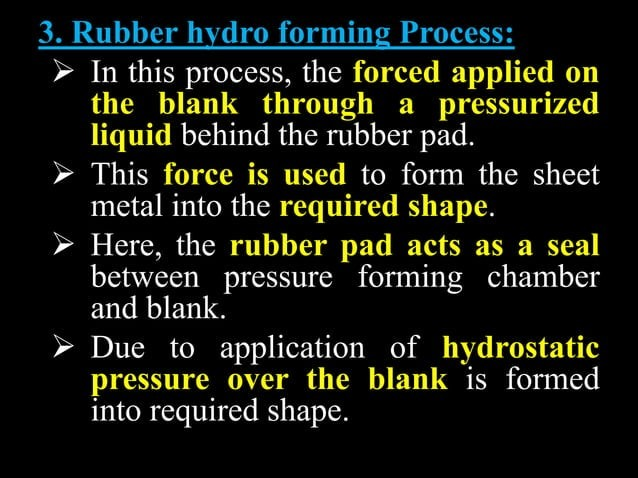 3. Rubber hydro forming Process:
➢ In this process, the forced applied on
the blank through a pressurized
liquid behind the rubber pad.
➢ This force is used to form the sheet
metal into the required shape.
➢ Here, the rubber pad acts as a seal
between pressure forming chamber
and blank.
➢ Due to application of hydrostatic
pressure over the blank is formed
into required shape.